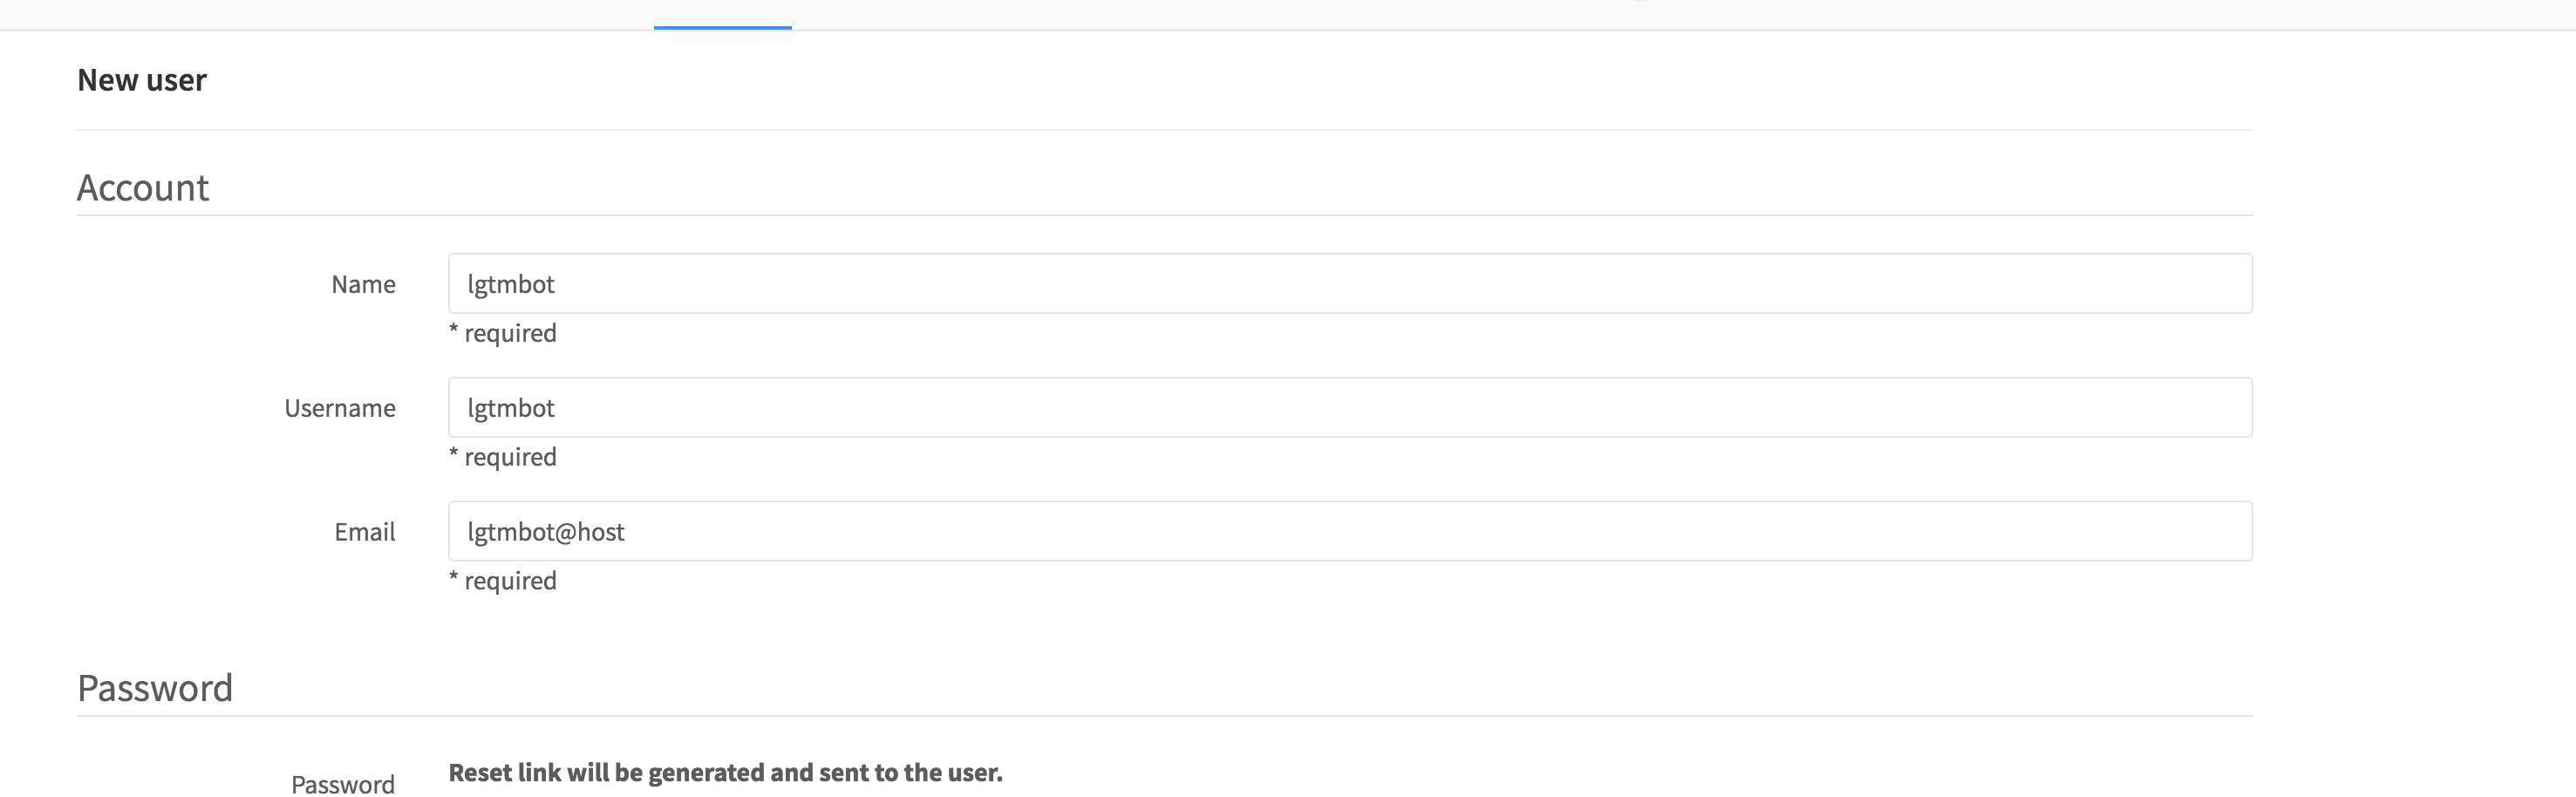 New user
Account
Name
lgtmbot
* required
Username
lgtmbot
* required
Email
lgtmbot@host
* required
Password
Password
Reset link will be generated and sent to the user.